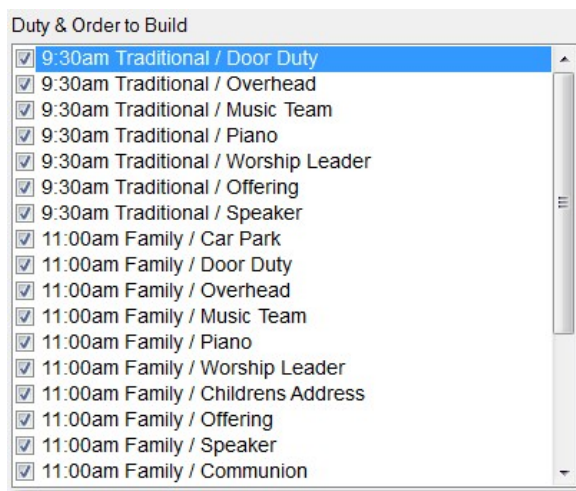 Duty & Order to Build
9:30am Traditional / Door Duty
9:30am Traditional / Overhead
9:30am Traditional / Music Team
9:30am Traditional / Piano
9:30am Traditional / Worship Leader
9:30am Traditional / Offering
9:30am Traditional / Speaker
11:00am Family / Car Park
11:00am Family / Door Duty
11:00am Family / Overhead
11:00am Family / Music Team
11:00am Family / Piano
11:00am Family / Worship Leader
11:00am Family / Childrens Address
11:00am Family / Offering
11:00am Family / Speaker
11:00am Family / Communion